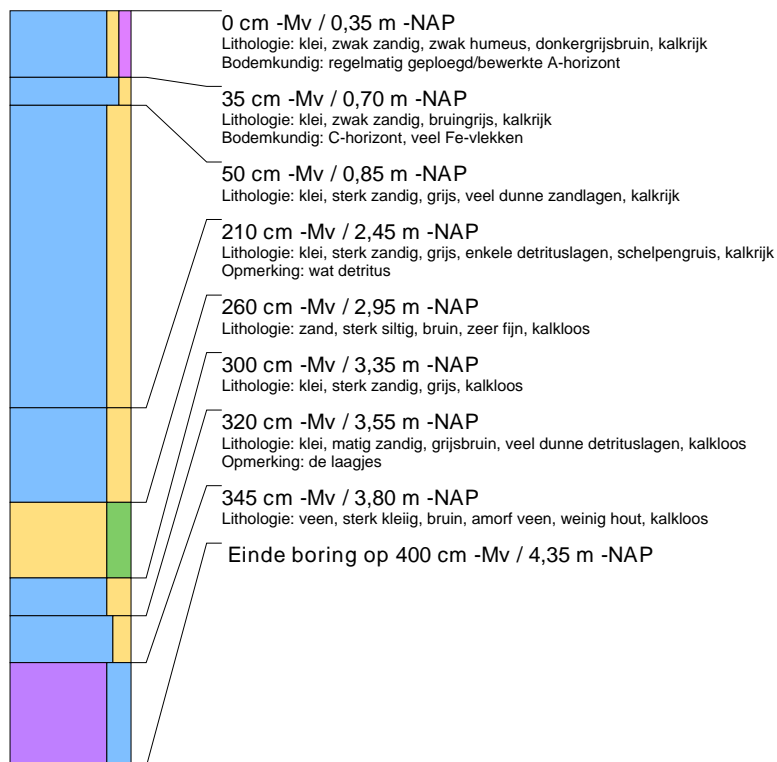 0 cm -Mv / 0,35 m -NAP
Lithologie: klei, zwak zandig, zwak humeus, donkergrijsbruin, kalkrijk
Bodemkundig: regelmatig geploegd/bewerkte A-horizont
35 cm -Mv / 0,70 m -NAP
Lithologie: klei, zwak zandig, bruingrijs, kalkrijk
Bodemkundig: C-horizont, veel Fe-vlekken
50 cm -Mv / 0,85 m -NAP
Lithologie: klei, sterk zandig, grijs, veel dunne zandlagen, kalkrijk
210 cm -Mv / 2,45 m -NAP
Lithologie: klei, sterk zandig, grijs, enkele detrituslagen, schelpengruis, kalkrijk
Opmerking: wat detritus
260 cm -Mv / 2,95 m -NAP
Lithologie: zand, sterk siltig, bruin, zeer fijn, kalkloos
300 cm -Mv / 3,35 m -NAP
Lithologie: klei, sterk zandig, grijs, kalkloos
320 cm -Mv / 3,55 m -NAP
Lithologie: klei, matig zandig, grijsbruin, veel dunne detrituslagen, kalkloos
Opmerking: de laagjes
345 cm -Mv / 3,80 m -NAP
Lithologie: veen, sterk kleiig, bruin, amorf veen, weinig hout, kalkloos
Einde boring op 400 cm -Mv / 4,35 m -NAP